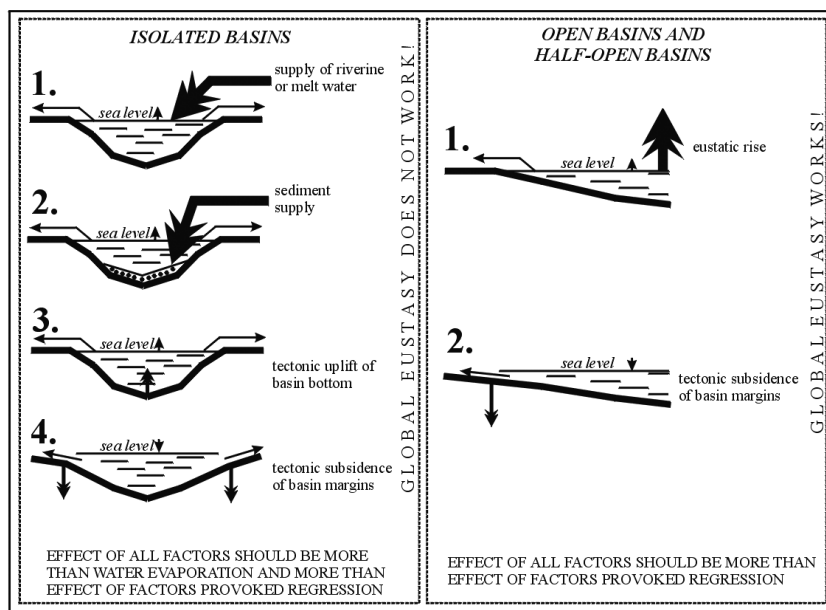 ISOLATED BASINS
1.
supply of riverine
or melt water
sea level
2.
sediment
supply
sea level
3.
sea level
tectonic uplift of
basin bottom
4.
sea level
tectonic subsidence
of basin margins
EFFECT OF ALL FACTORS SHOULD BE MORE
THAN WATER EVAPORATION AND MORE THAN
EFFECT OF FACTORS PROVOKED REGRESSION
GLOBAL EUSTASY DOES NOT WORK!
OPEN BASINS AND
HALF-OPEN BASINS
1.
eustatic rise
sea level
2.
sea level
tectonic subsidence
of basin margins
EFFECT OF ALL FACTORS SHOULD BE MORE THAN
EFFECT OF FACTORS PROVOKED REGRESSION
GLOBAL EUSTASY WORKS!